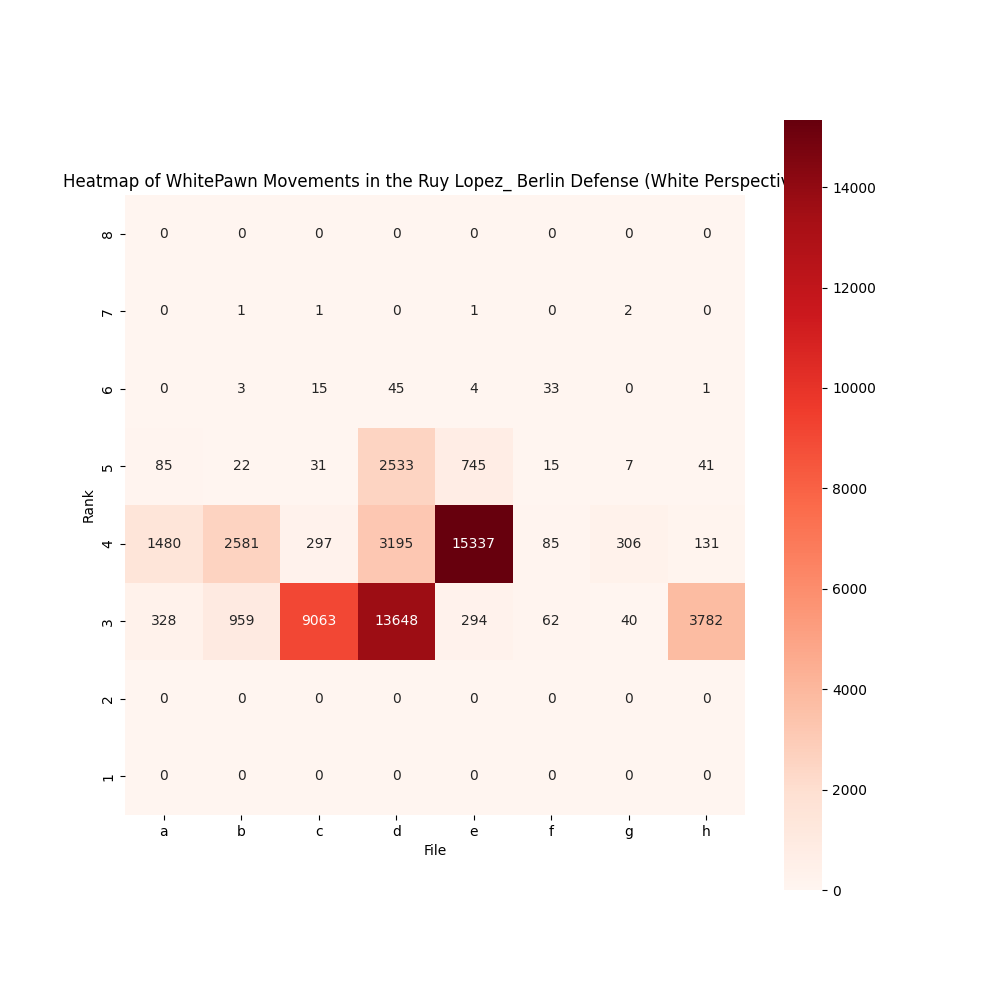 Heatmap of WhitePawn Movements in the Ruy Lopez_ Berlin Defense (White Perspectiv
8 0 0 0 0 0 0 0 0
7 0 1 1 0 1 0 2 0
6 0 3 15 45 4 33 0 1
5 85 22 31 2533 745 15 7 41
4 1480 2581 297 3195 15337 85 306 131
3 328 959 9063 13648 294 62 40 3782
2 0 0 0 0 0 0 0 0
1 0 0 0 0 0 0 0 0
a b c d e f g h
Rank
File
14000
12000
10000
8000
6000
4000
2000
0